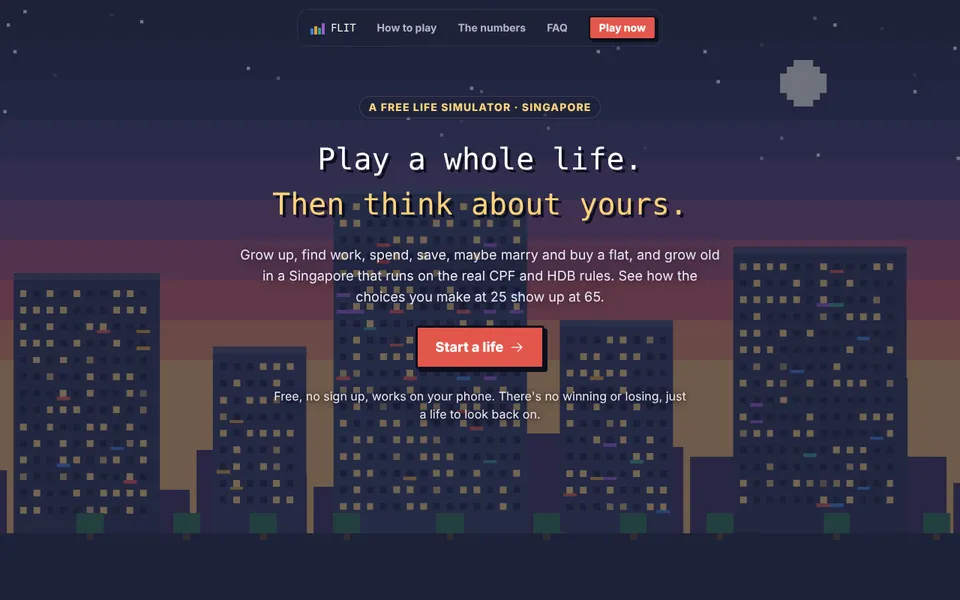 FLIT How to play The numbers FAQ Play now
A FREE LIFE SIMULATOR · SINGAPORE
Play a whole life.
Then think about yours.
Grow up, find work, spend, save, maybe marry and buy a flat, and grow old
in a Singapore that runs on the real CPF and HDB rules. See how the
choices you make at 25 show up at 65.
Start a life →
Free, no sign up, works on your phone. There's no winning or losing, just
a life to look back on.